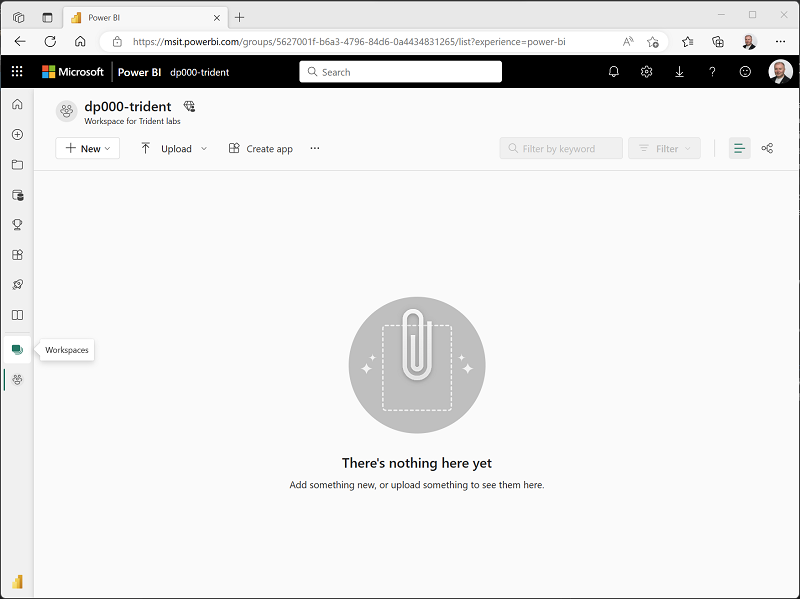 Power BI
https://msit.powerbi.com/groups/5627001f-b6a3-4796-84d6-0a4434831265/list?experience=power-bi
Microsoft Power BI dp000-trident Search
dp000-trident
Workspace for Trident labs
New Upload Create app Filter by keyword Filter
Workspaces
There's nothing here yet
Add something new, or upload something to see them here.